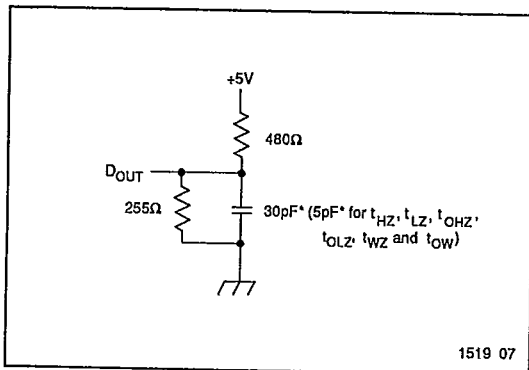 +5V
480Ω
DOUT
255Ω
30pF* (5pF* for tHZ, tLZ, tOHZ,
tOLZ, tWZ and tOW)
1519 07